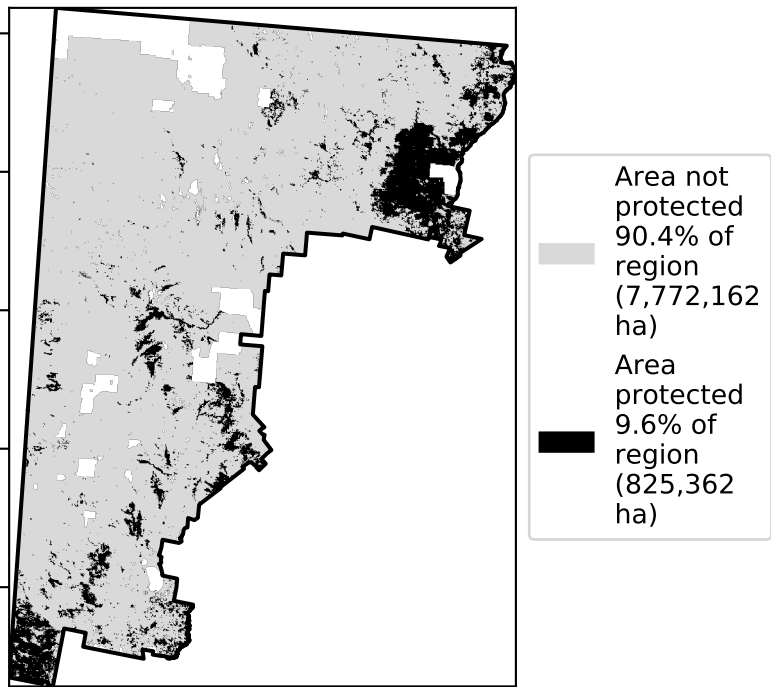 Area not
protected
90.4% of
region
(7,772,162
ha)
Area
protected
9.6% of
region
(825,362
ha)